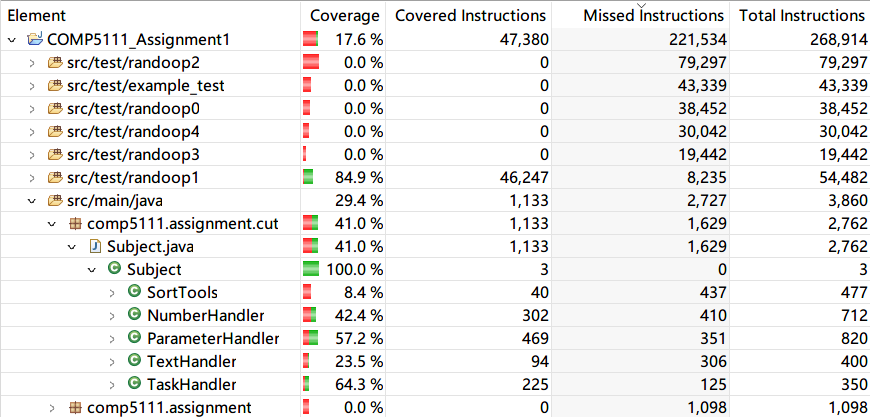 Element Coverage Covered Instructions Missed Instructions Total Instructions
COMP5111_Assignment1 17.6 % 47,380 221,534 268,914
src/test/randoop2 0.0 % 0 79,297 79,297
src/test/example_test 0.0 % 0 43,339 43,339
src/test/randoop0 0.0 % 0 38,452 38,452
src/test/randoop4 0.0 % 0 30,042 30,042
src/test/randoop3 0.0 % 0 19,442 19,442
src/test/randoop1 84.9 % 46,247 8,235 54,482
src/main/java 29.4 % 1,133 2,727 3,860
comp5111.assignment.cut 41.0 % 1,133 1,629 2,762
Subject.java 41.0 % 1,133 1,629 2,762
Subject 100.0 % 3 0 3
SortTools 8.4 % 40 437 477
NumberHandler 42.4 % 302 410 712
ParameterHandler 57.2 % 469 351 820
TextHandler 23.5 % 94 306 400
TaskHandler 64.3 % 225 125 350
comp5111.assignment 0.0 % 0 1,098 1,098